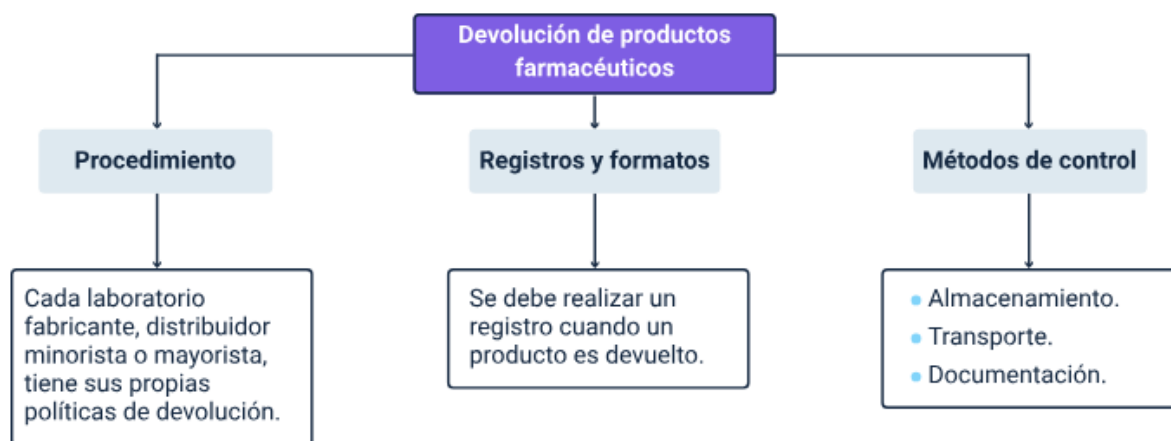 Devolución de productos
farmacéuticos
Procedimiento
Registros y formatos
Métodos de control
Cada laboratorio
fabricante, distribuidor
minorista o mayorista,
tiene sus propias
políticas de devolución.
Se debe realizar un
registro cuando un
producto es devuelto.
Almacenamiento.
Transporte.
Documentación.